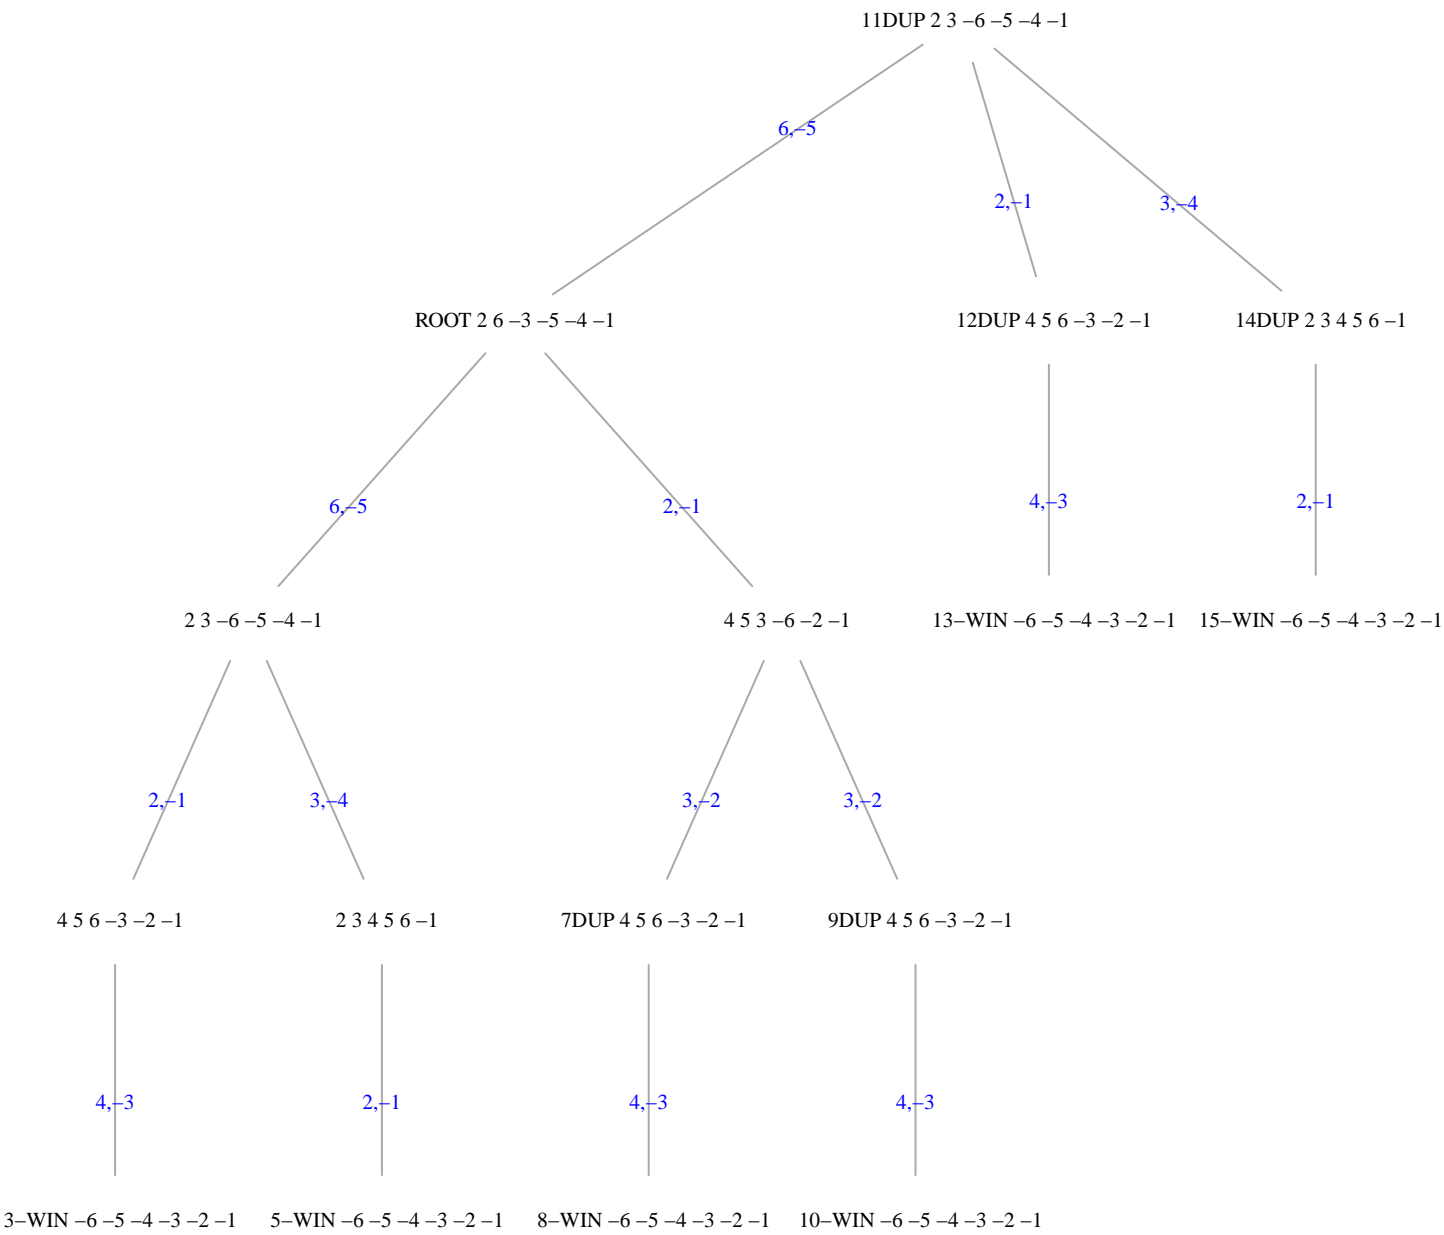 11DUP 2 3 –6 –5 –4 –1
6,–5
2,–1
3,–4
ROOT 2 6 –3 –5 –4 –1
12DUP 4 5 6 –3 –2 –1
14DUP 2 3 4 5 6 –1
6,–5
2,–1
4,–3
2,–1
2 3 –6 –5 –4 –1
4 5 3 –6 –2 –1
13–WIN –6 –5 –4 –3 –2 –1
15–WIN –6 –5 –4 –3 –2 –1
2,–1
3,–4
3,–2
3,–2
4 5 6 –3 –2 –1
2 3 4 5 6 –1
7DUP 4 5 6 –3 –2 –1
9DUP 4 5 6 –3 –2 –1
4,–3
2,–1
4,–3
4,–3
3–WIN –6 –5 –4 –3 –2 –1
5–WIN –6 –5 –4 –3 –2 –1
8–WIN –6 –5 –4 –3 –2 –1
10–WIN –6 –5 –4 –3 –2 –1